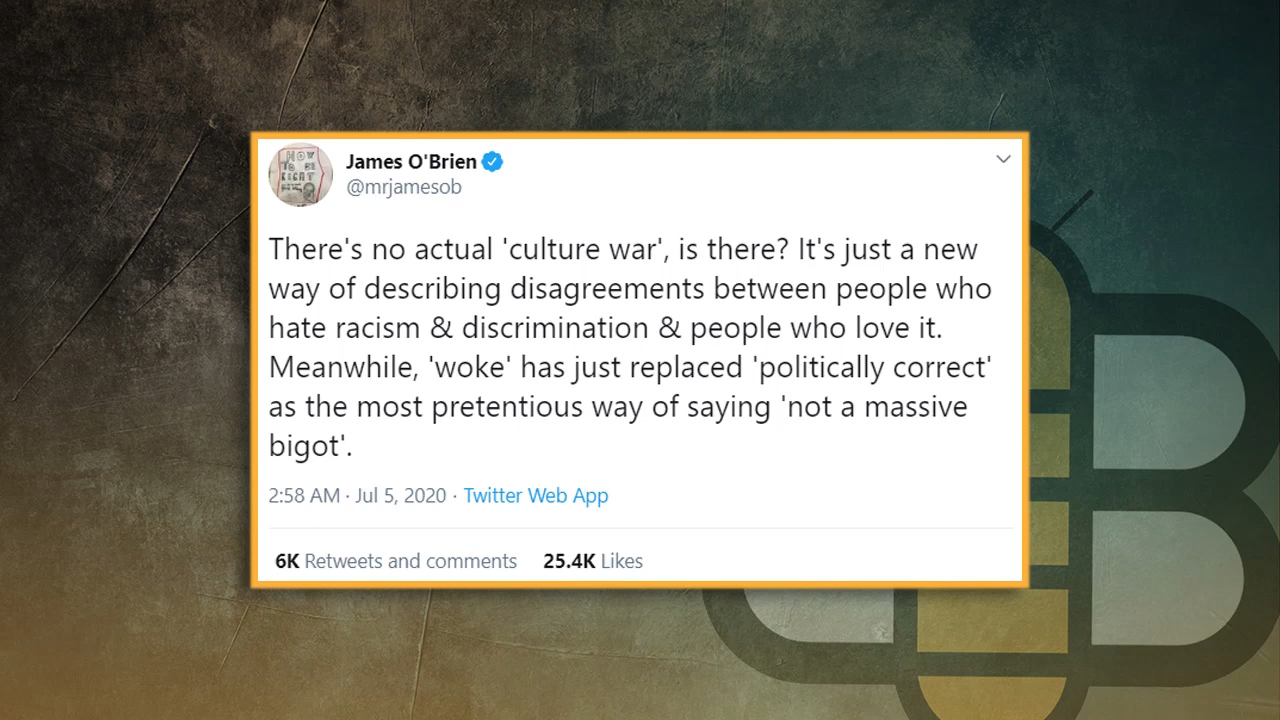 James O'Brien
@mrjamesob
There's no actual 'culture war', is there? It's just a new
way of describing disagreements between people who
hate racism & discrimination & people who love it.
Meanwhile, 'woke' has just replaced 'politically correct'
as the most pretentious way of saying 'not a massive
bigot'.
2:58 AM · Jul 5, 2020 · Twitter Web App
6K Retweets and comments 25.4K Likes